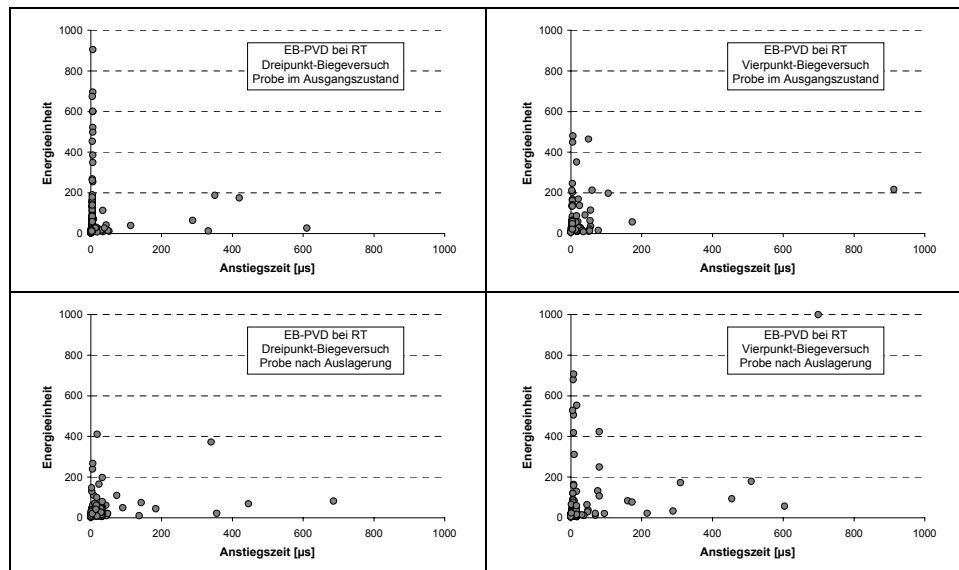 1000
800
600
400
200
0
0 200 400 600 800 1000
Energieeinheit
Anstiegszeit [µs]
EB-PVD bei RT
Dreipunkt-Biegeversuch
Probe im Ausgangszustand
1000
800
600
400
200
0
0 200 400 600 800 1000
Energieeinheit
Anstiegszeit [µs]
EB-PVD bei RT
Vierpunkt-Biegeversuch
Probe im Ausgangszustand
1000
800
600
400
200
0
0 200 400 600 800 1000
Energieeinheit
Anstiegszeit [µs]
EB-PVD bei RT
Dreipunkt-Biegeversuch
Probe nach Auslagerung
1000
800
600
400
200
0
0 200 400 600 800 1000
Energieeinheit
Anstiegszeit [µs]
EB-PVD bei RT
Vierpunkt-Biegeversuch
Probe nach Auslagerung